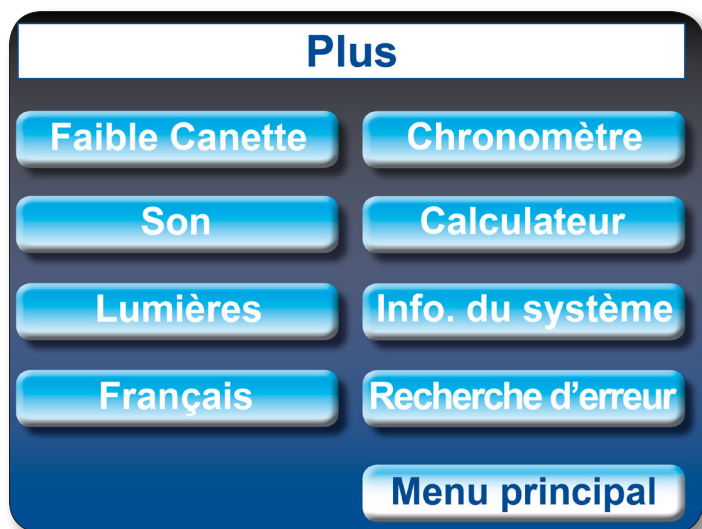 Plus
Faible Canette
Chronomètre
Son
Calculateur
Lumières
Info. du système
Français
Recherche d'erreur
Menu principal